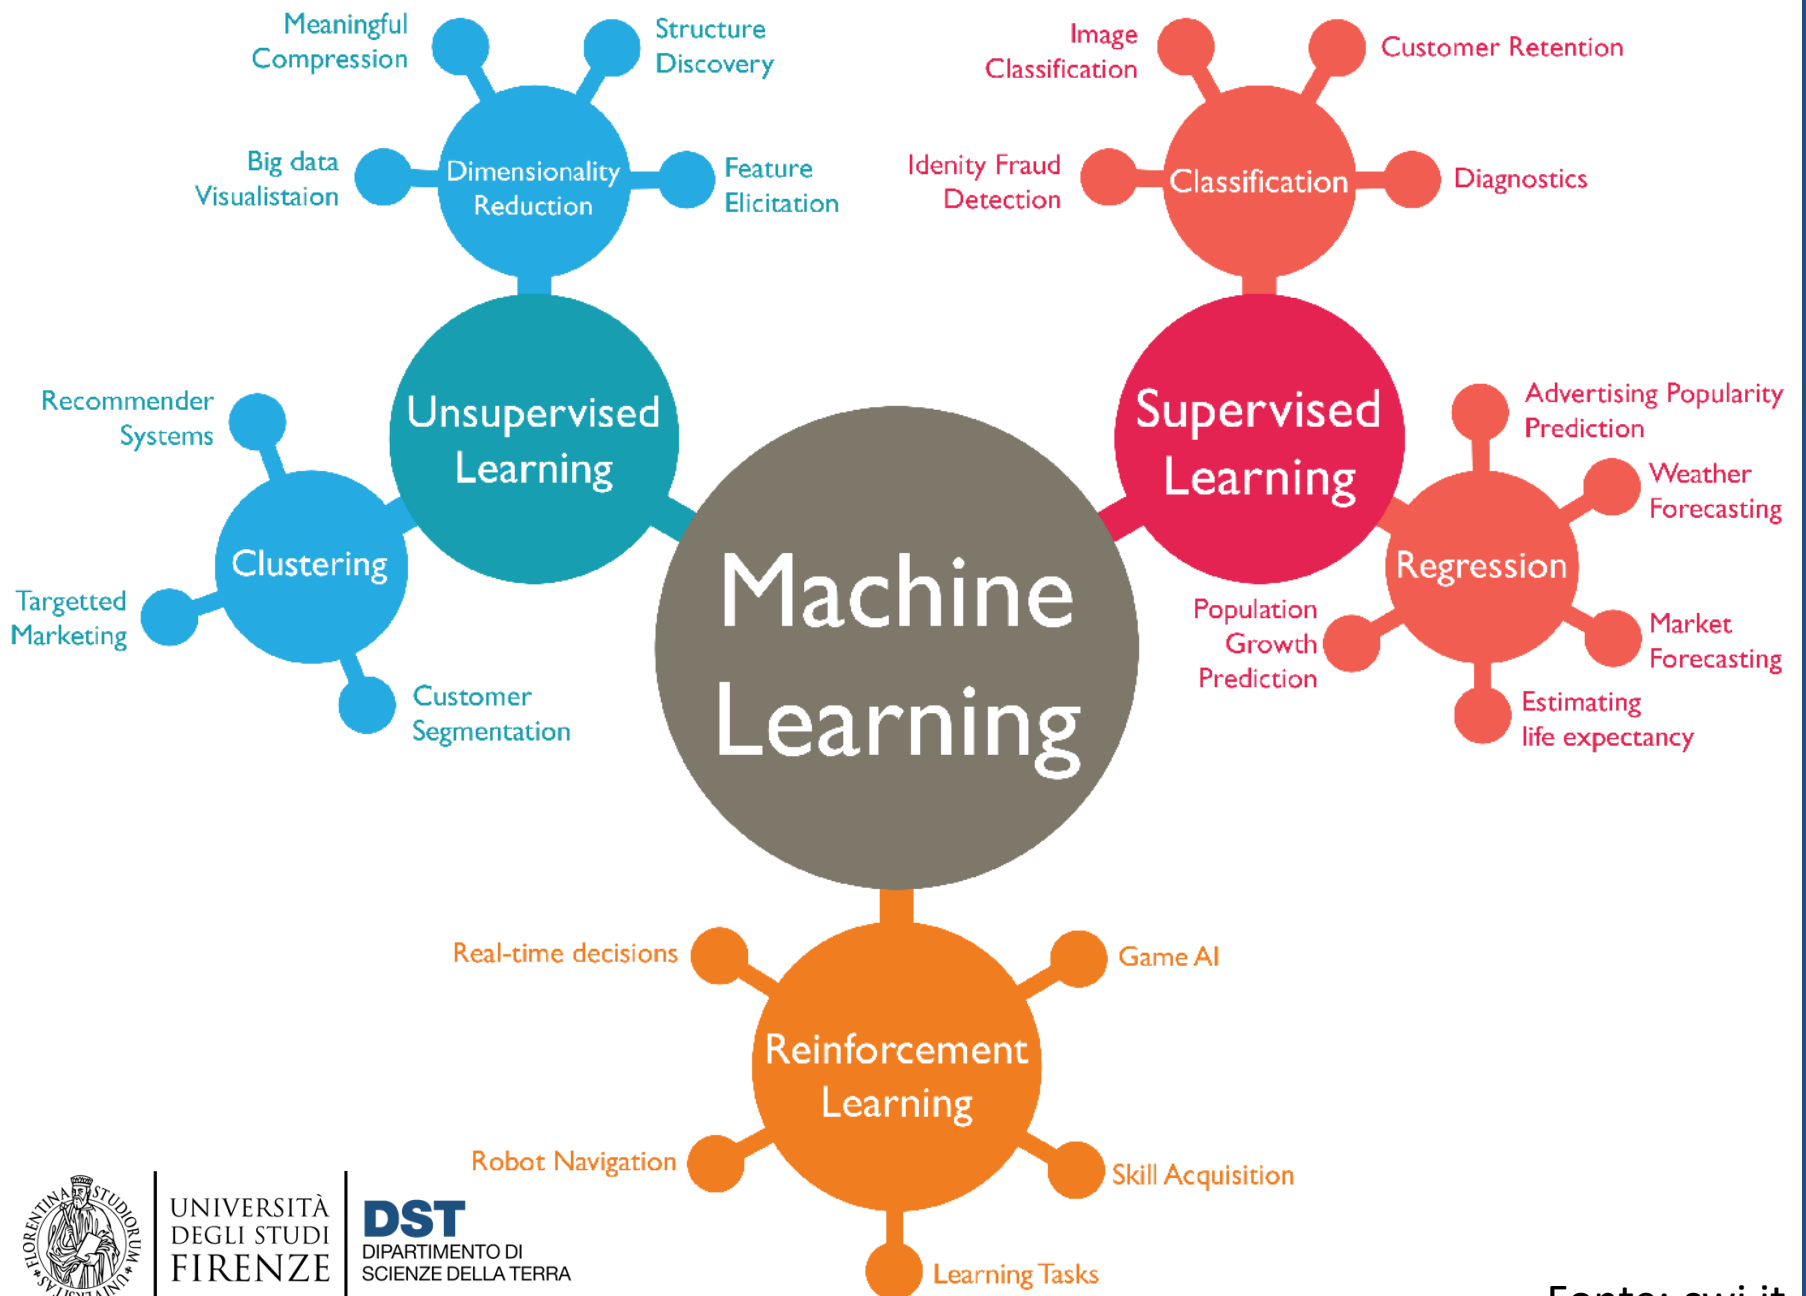 Meaningful
Compression
Structure
Discovery
Big data
Visualistaion
Dimensionality
Reduction
Feature
Elicitation
Image
Classification
Customer Retention
Idenity Fraud
Detection
Classification
Diagnostics
Unsupervised
Learning
Supervised
Learning
Recommender
Systems
Clustering
Targetted
Marketing
Customer
Segmentation
Advertising Popularity
Prediction
Weather
Forecasting
Regression
Population
Growth
Prediction
Market
Forecasting
Estimating
life expectancy
Machine
Learning
Real-time decisions
Game AI
Reinforcement
Learning
Robot Navigation
Skill Acquisition
Learning Tasks
FLORENTINA STUDIORUM UNIVERSITAS
UNIVERSITÀ
DEGLI STUDI
FIRENZE
DST
DIPARTIMENTO DI
SCIENZE DELLA TERRA